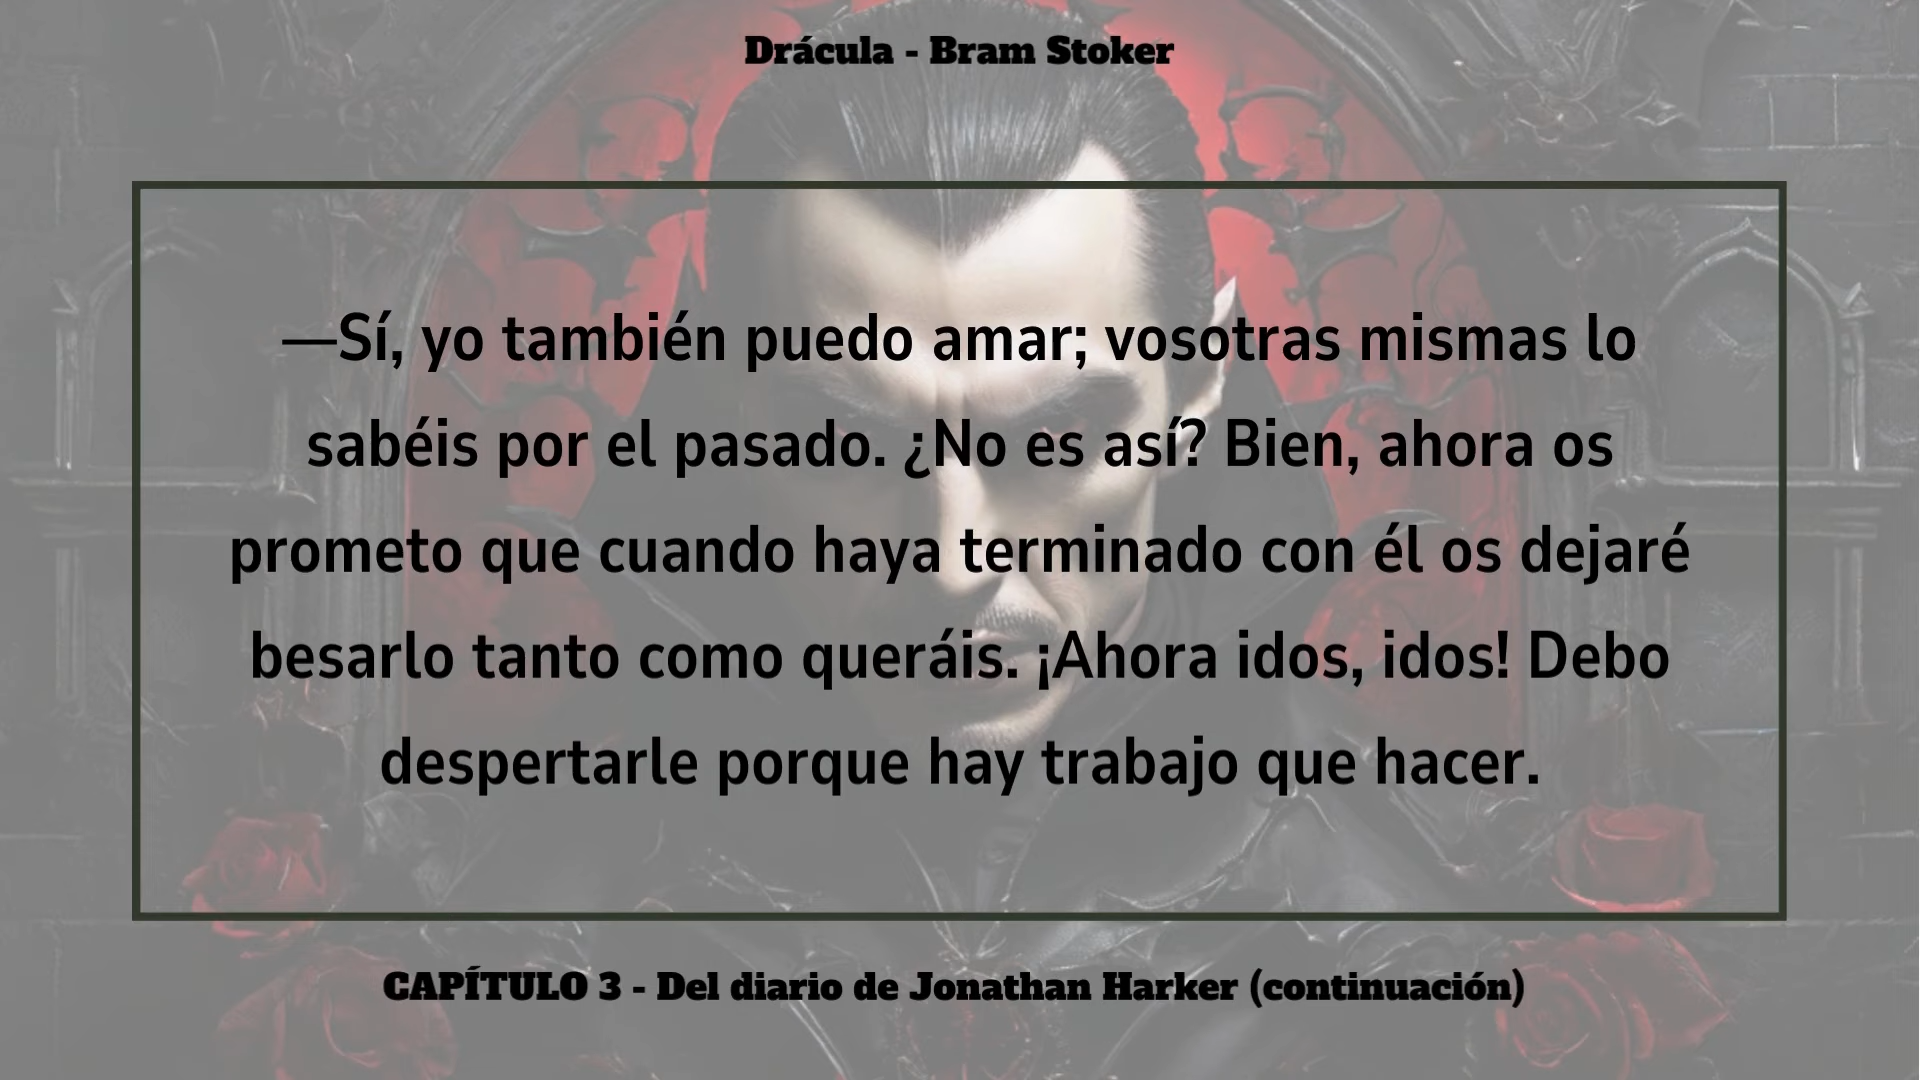 Drácula - Bram Stoker
—Sí, yo también puedo amar; vosotras mismas lo
sabéis por el pasado. ¿No es así? Bien, ahora os
prometo que cuando haya terminado con él os dejaré
besarlo tanto como queráis. ¡Ahora idos, idos! Debo
despertarle porque hay trabajo que hacer.
CAPÍTULO 3 - Del diario de Jonathan Harker (continuación)